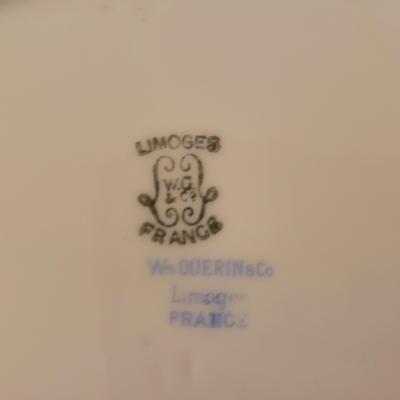 LIMOGES
W.G.
& Co
FRANCE
Wm GUERIN & Co
Limoges
FRANCE